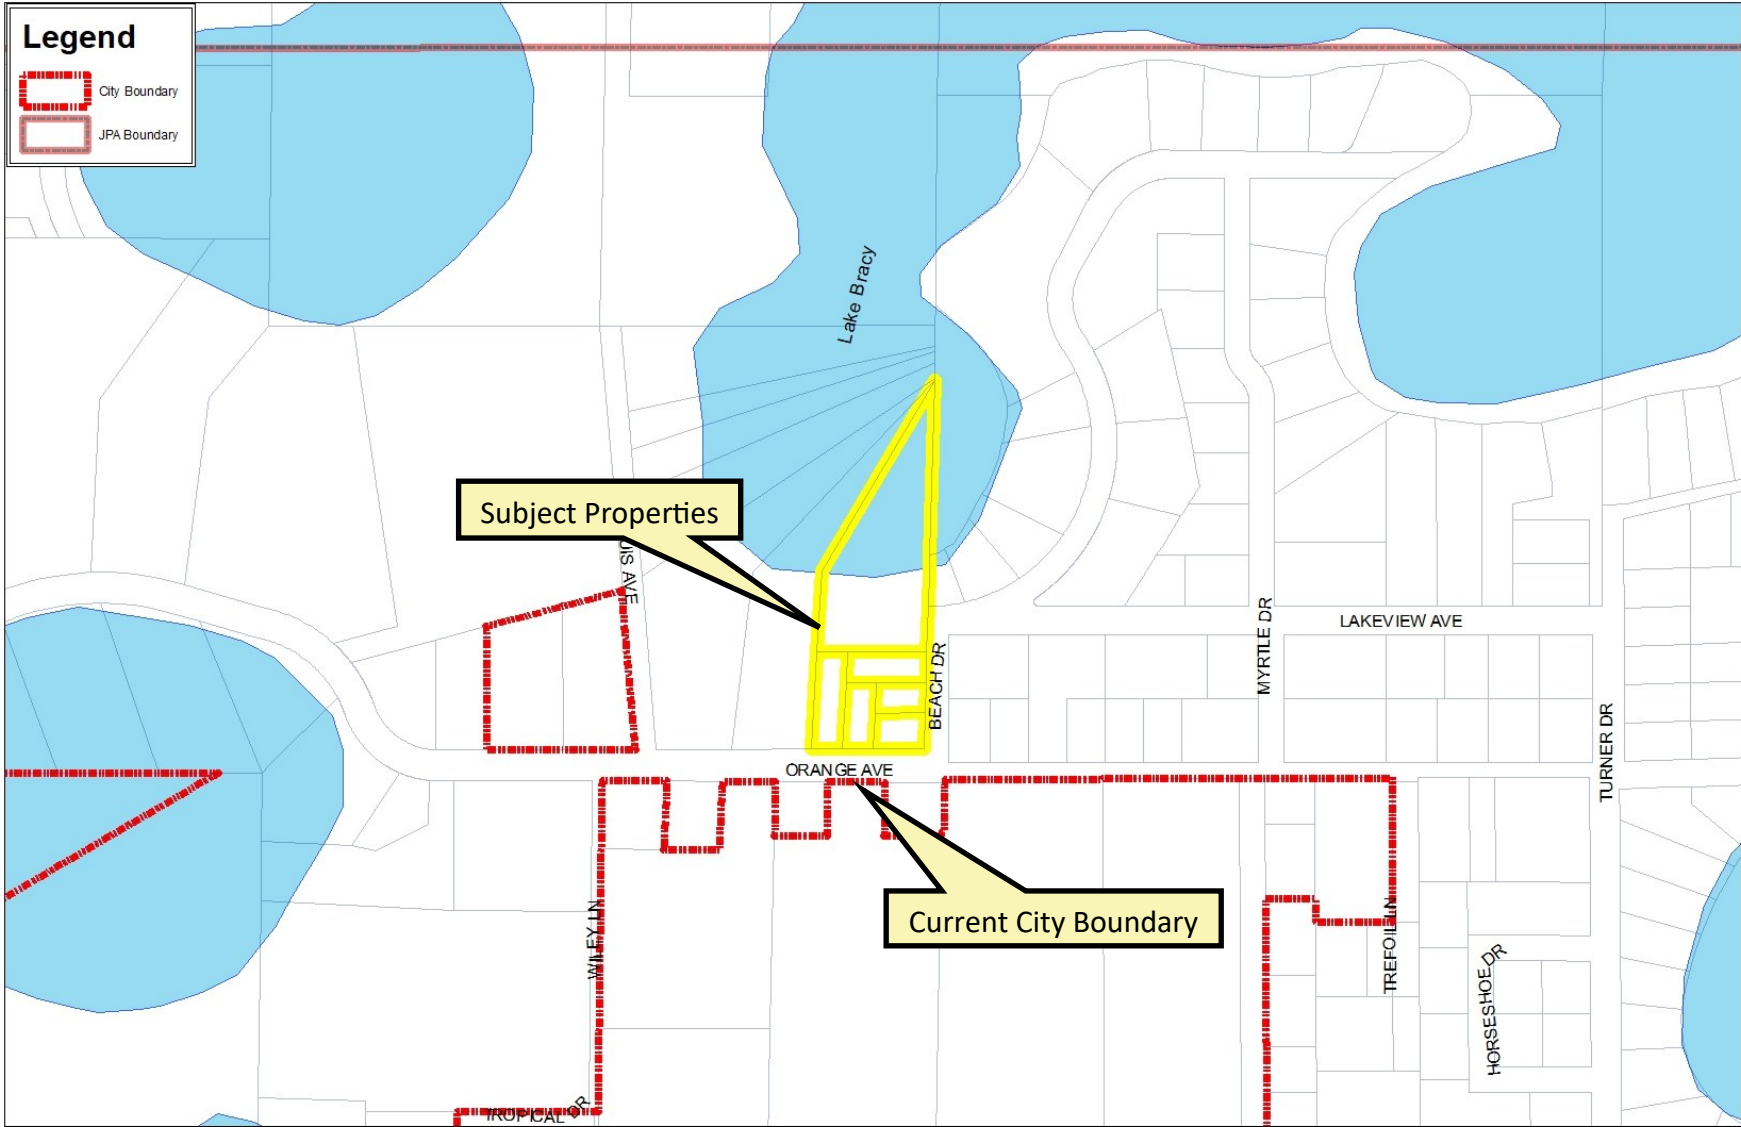 Legend
City Boundary
JPA Boundary
Lake Bracy
Subject Properties
UIS AVE
LAKEVIEW AVE
MYRTLE DR
BEACH DR
TURNER DR
ORANGE AVE
Current City Boundary
WILEY LN
TREFOIL LN
HORSESHOE DR
TROPICAL DR